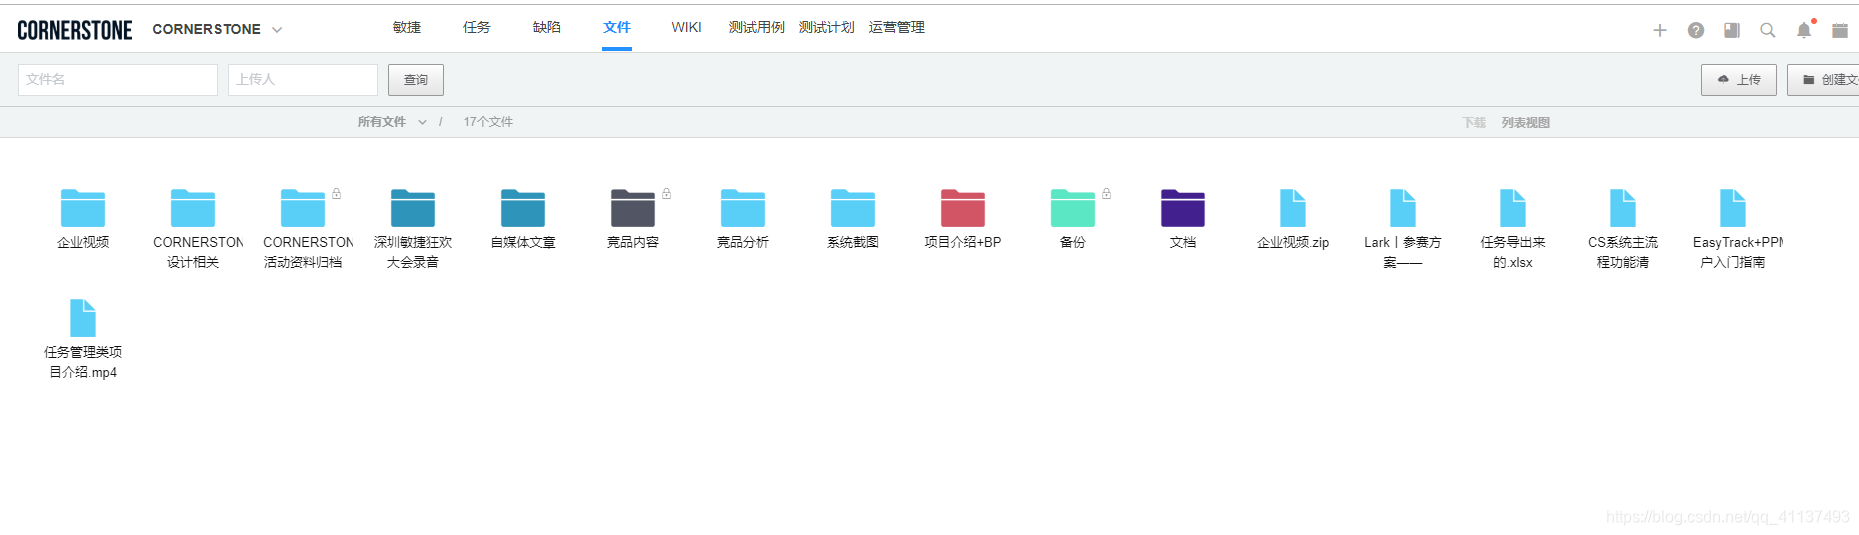 CORNERSTONE
CORNERSTONE
敏捷
任务
缺陷
文件
WIKI
测试用例
测试计划
运营管理
文件名
上传人
查询
上传
创建文
所有文件
/
17个文件
下载
列表视图
企业视频
CORNERSTON
设计相关
CORNERSTON
活动资料归档
深圳敏捷狂欢
大会录音
自媒体文章
竞品内容
竞品分析
系统截图
项目介绍+BP
备份
文档
企业视频.zip
Lark丨参赛方
案——
任务导出来
的.xlsx
CS系统主流
程功能清
EasyTrack+PPM
户入门指南
任务管理类项
目介绍.mp4
https://blog.csdn.net/qq_41137493